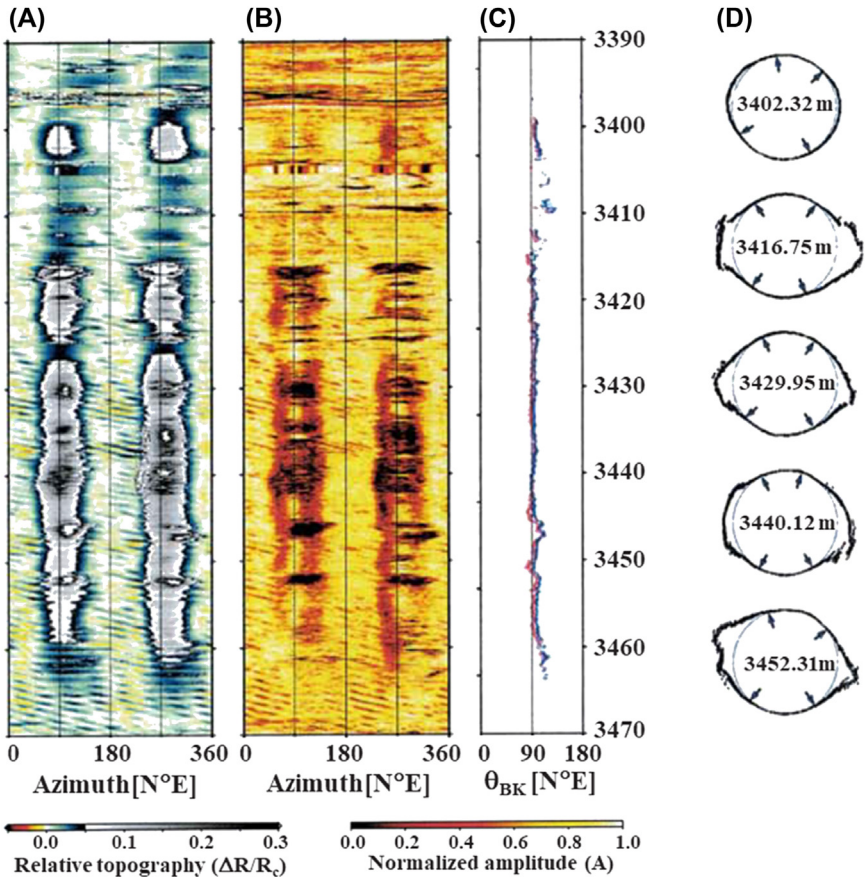 (A) (B) (C) (D)
3390
3400
3410
3420
3430
3440
3450
3460
3470
3402.32 m
3416.75 m
3429.95 m
3440.12 m
3452.31 m
0 180 360
0 180 360
0 90 180
Azimuth[N°E]
Azimuth[N°E]
θBK [N°E]
0.0 0.1 0.2 0.3
Relative topography (ΔR/Rc)
0.0 0.2 0.4 0.6 0.8 1.0
Normalized amplitude (A)